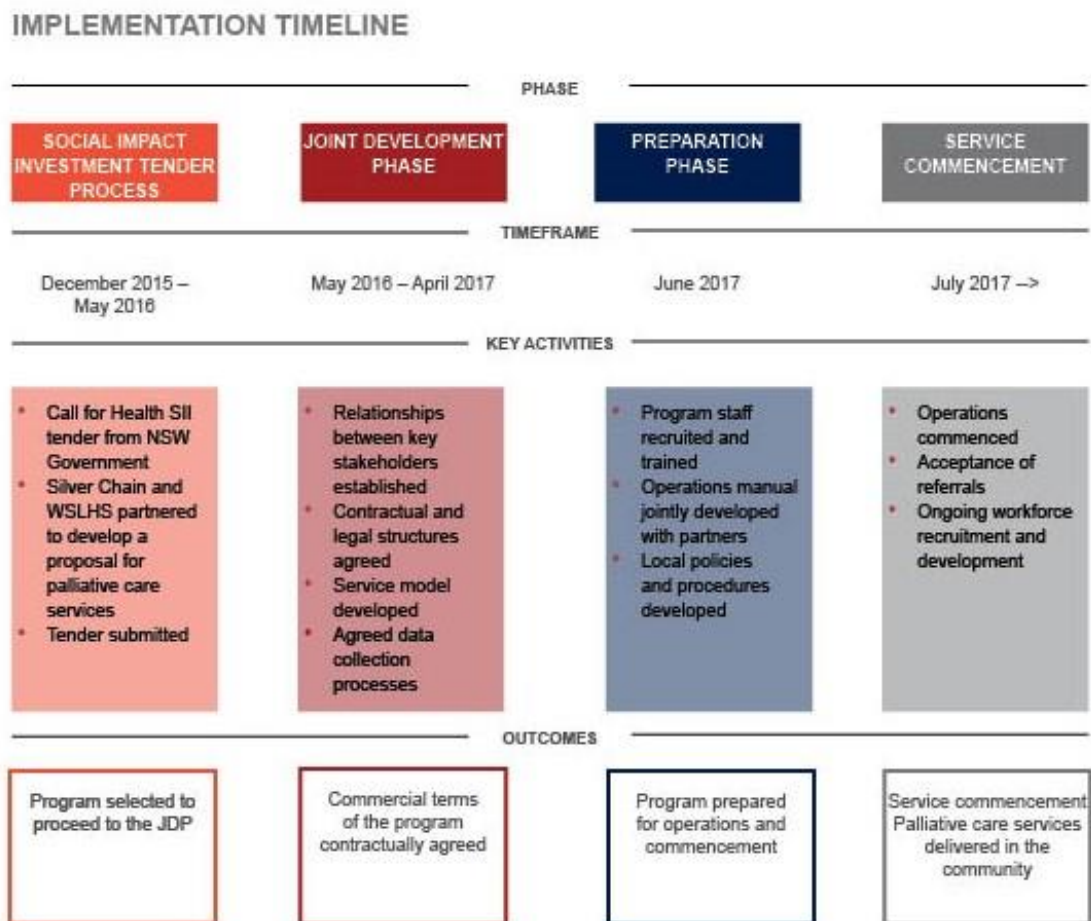 IMPLEMENTATION TIMELINE
PHASE
SOCIAL IMPACT
INVESTMENT TENDER
PROCESS
JOINT DEVELOPMENT
PHASE
PREPARATION
PHASE
SERVICE
COMMENCEMENT
TIMEFRAME
December 2015 –
May 2016
May 2016 – April 2017
June 2017
July 2017 -->
KEY ACTIVITIES
• Call for Health SII
tender from NSW
Government
• Silver Chain and
WSLHS partnered
to develop a
proposal for
palliative care
services
• Tender submitted
• Relationships
between key
stakeholders
established
• Contractual and
legal structures
agreed
• Service model
developed
• Agreed data
collection
processes
• Program staff
recruited and
trained
• Operations manual
jointly developed
with partners
• Local policies
and procedures
developed
• Operations
commenced
• Acceptance of
referrals
• Ongoing workforce
recruitment and
development
OUTCOMES
Program selected to
proceed to the JDP
Commercial terms
of the program
contractually agreed
Program prepared
for operations and
commencement
Service commencement
Palliative care services
delivered in the
community